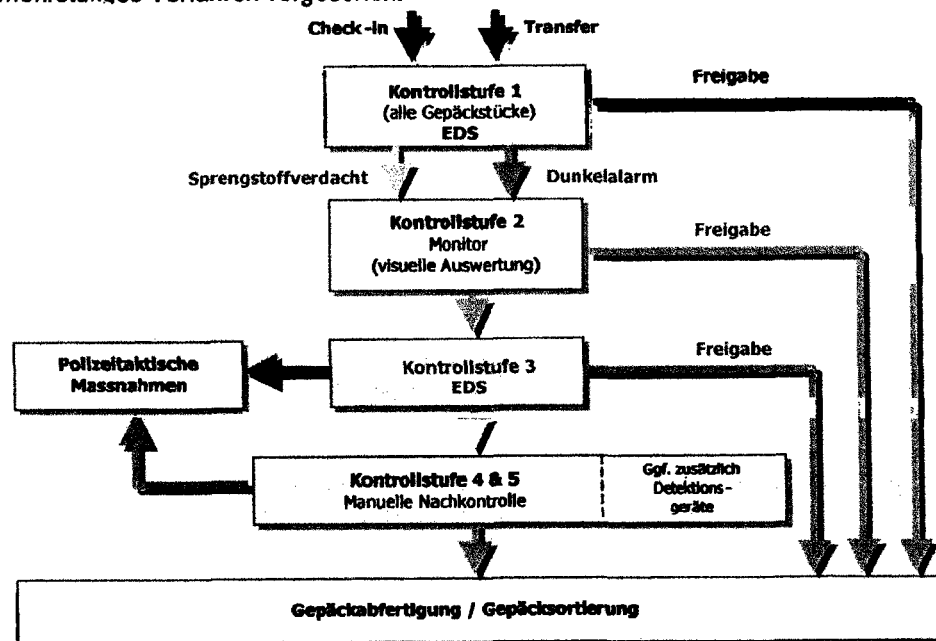 Verfahren
Check-in
Transfer
Kontrollstufe 1
(alle Gepäckstücke)
EDS
Freigabe
Sprengstoffverdacht
Dunkelalarm
Kontrollstufe 2
Monitor
(visuelle Auswertung)
Freigabe
Polizeitaktische
Massnahmen
Kontrollstufe 3
EDS
Freigabe
Kontrollstufe 4 & 5
Manuelle Nachkontrolle
Ggf. zusätzlich
Detektions-
geräte
Gepäckabfertigung / Gepäcksortierung